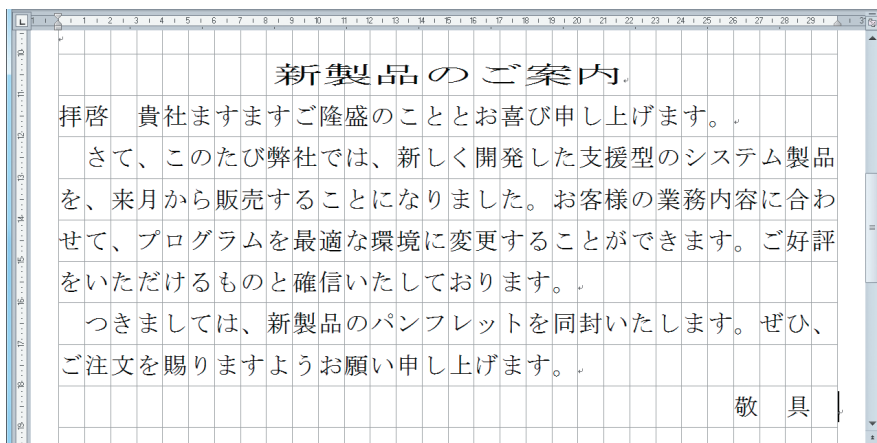 新製品のご案内
拝啓　貴社ますますご隆盛のこととお喜び申し上げます。
　さて、このたび弊社では、新しく開発した支援型のシステム製品
を、来月から販売することになりました。お客様の業務内容に合わ
せて、プログラムを最適な環境に変更することができます。ご好評
をいただけるものと確信いたしております。
　つきましては、新製品のパンフレットを同封いたします。ぜひ、
ご注文を賜りますようお願い申し上げます。
敬　具